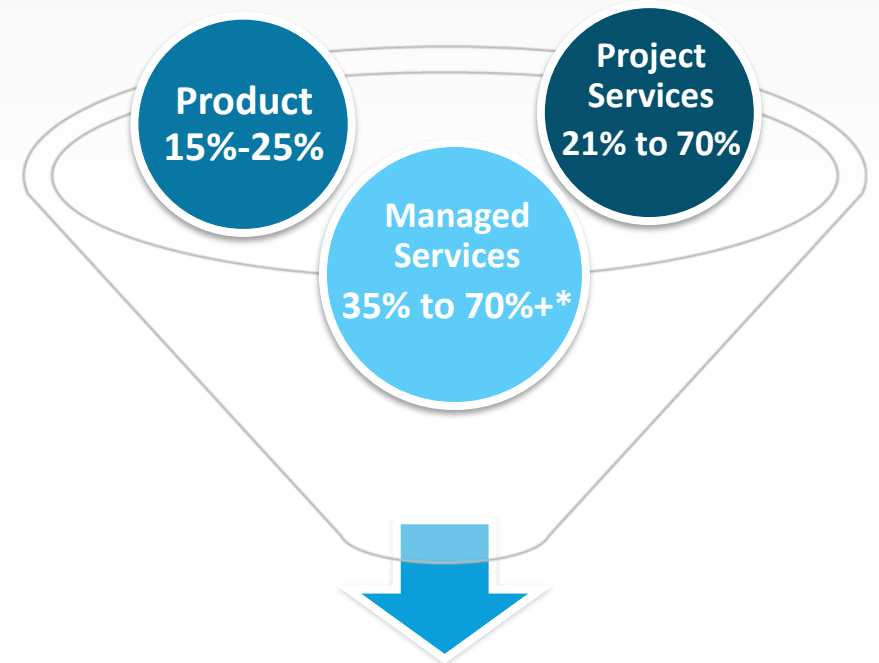 Product
15%-25%
Project
Services
21% to 70%
Managed
Services
35% to 70%+*